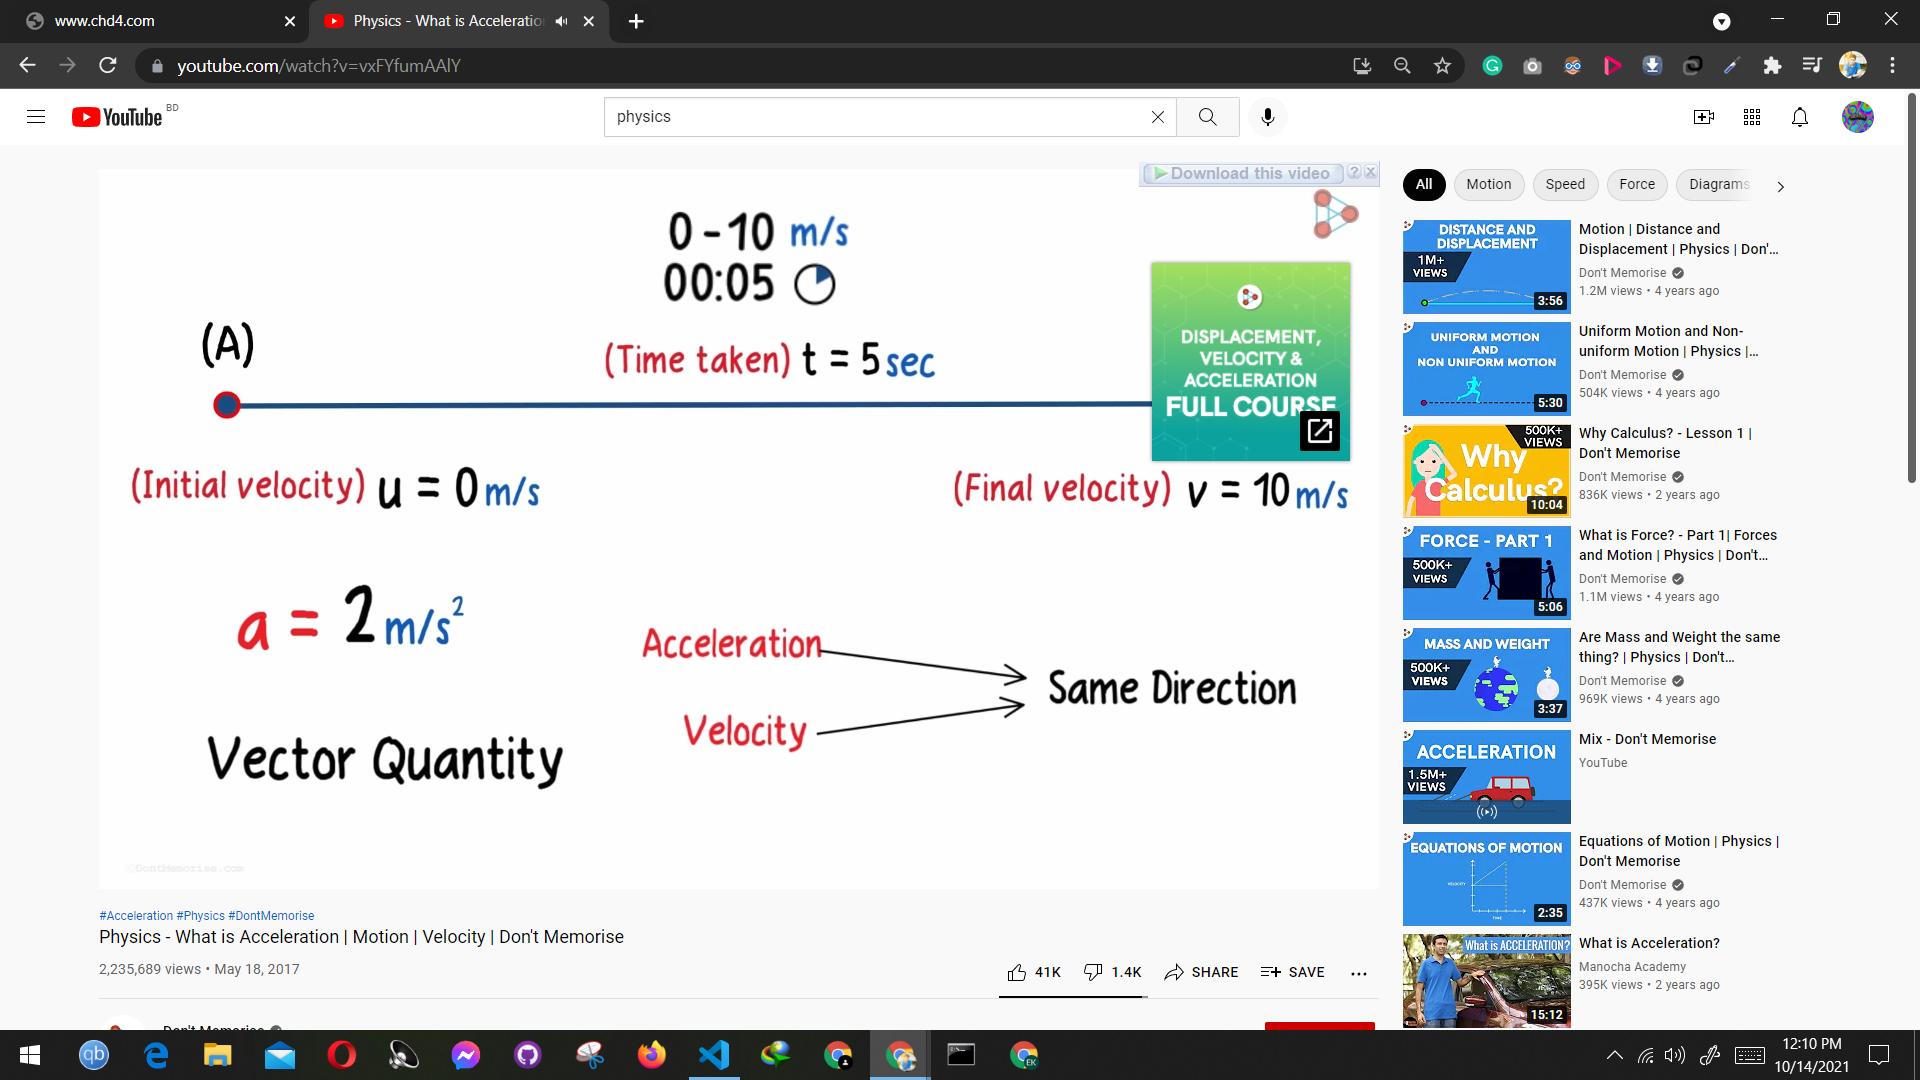 www.chd4.com
Physics - What is Acceleratio
youtube.com/watch?v=vxFYfumAAlY
YouTube BD
physics
Download this video
0 - 10 m/s
00:05
(A)
(Time taken) t = 5 sec
DISPLACEMENT,
VELOCITY &
ACCELERATION
FULL COURSE
(Initial velocity) u = 0 m/s
(Final velocity) v = 10 m/s
a = 2 m/s²
Acceleration
Velocity
Same Direction
Vector Quantity
©DontMemorise.com
#Acceleration #Physics #DontMemorise
Physics - What is Acceleration | Motion | Velocity | Don't Memorise
2,235,689 views • May 18, 2017
41K 1.4K SHARE SAVE
Don't Memorise
All Motion Speed Force Diagrams
DISTANCE AND
DISPLACEMENT
1M+
VIEWS
3:56
Motion | Distance and
Displacement | Physics | Don'...
Don't Memorise
1.2M views • 4 years ago
UNIFORM MOTION
AND
NON UNIFORM MOTION
5:30
Uniform Motion and Non-
uniform Motion | Physics |...
Don't Memorise
504K views • 4 years ago
500K+
VIEWS
Why
Calculus?
10:04
Why Calculus? - Lesson 1 |
Don't Memorise
Don't Memorise
836K views • 2 years ago
FORCE - PART 1
500K+
VIEWS
5:06
What is Force? - Part 1| Forces
and Motion | Physics | Don't...
Don't Memorise
1.1M views • 4 years ago
MASS AND WEIGHT
500K+
VIEWS
3:37
Are Mass and Weight the same
thing? | Physics | Don't...
Don't Memorise
969K views • 4 years ago
ACCELERATION
1.5M+
VIEWS
Mix - Don't Memorise
YouTube
EQUATIONS OF MOTION
VELOCITY
TIME
2:35
Equations of Motion | Physics |
Don't Memorise
Don't Memorise
437K views • 4 years ago
What is ACCELERATION?
15:12
What is Acceleration?
Manocha Academy
395K views • 2 years ago
qb
EK
12:10 PM
10/14/2021